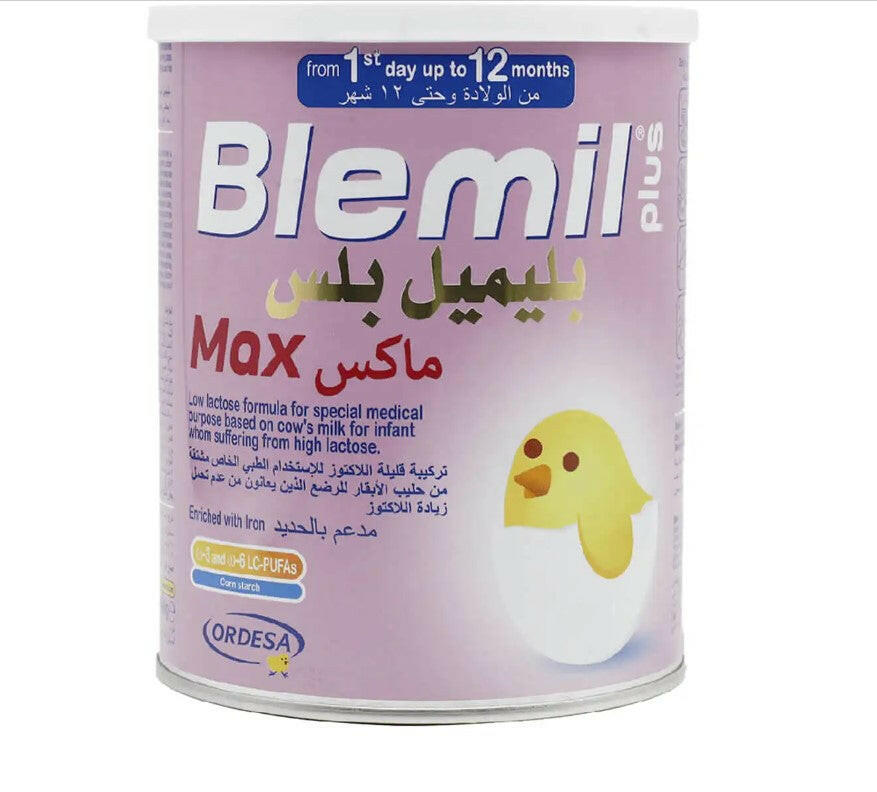 from 1st day up to 12 months
من الولادة وحتى ١٢ شهر
Blemil plus®
بليميل بلس
Max ماكس
Low lactose formula for special medical
purpose based on cow's milk for infant
whom suffering from high lactose.
تركيبة قليلة اللاكتوز للإستخدام الطبي الخاص مشتقة
من حليب الأبقار للرضع الذين يعانون من عدم تحمل
زيادة اللاكتوز
Enriched with Iron مدعم بالحديد
ω-3 and ω-6 LC-PUFAs
Corn starch
ORDESA